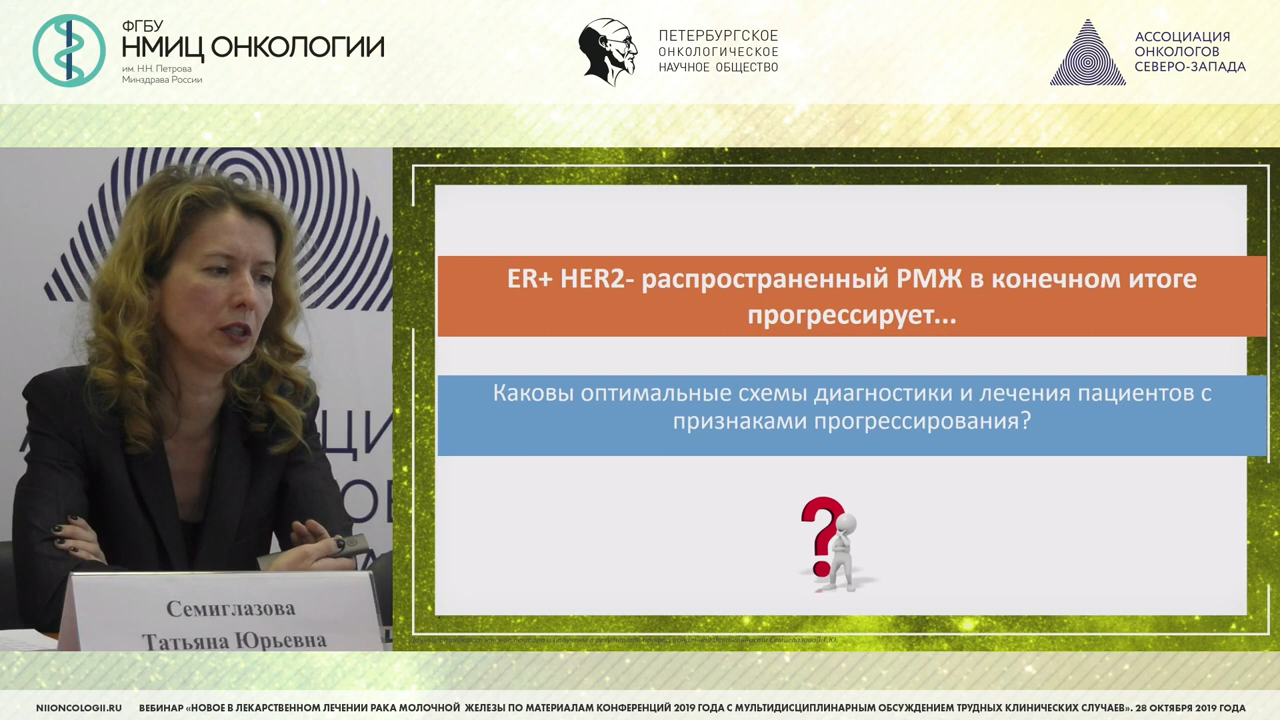 ФГБУ
НМИЦ ОНКОЛОГИИ
им. Н.Н. Петрова
Минздрава России
ПЕТЕРБУРГСКОЕ
ОНКОЛОГИЧЕСКОЕ
НАУЧНОЕ ОБЩЕСТВО
АССОЦИАЦИЯ
ОНКОЛОГОВ
СЕВЕРО-ЗАПАДА
ER+ HER2- распространенный РМЖ в конечном итоге
прогрессирует...
Каковы оптимальные схемы диагностики и лечения пациентов с
признаками прогрессирования?
Семиглазова
Татьяна Юрьевна
NIIONCOLOGII.RU ВЕБИНАР «НОВОЕ В ЛЕКАРСТВЕННОМ ЛЕЧЕНИИ РАКА МОЛОЧНОЙ ЖЕЛЕЗЫ ПО МАТЕРИАЛАМ КОНФЕРЕНЦИЙ 2019 ГОДА С МУЛЬТИДИСЦИПЛИНАРНЫМ ОБСУЖДЕНИЕМ ТРУДНЫХ КЛИНИЧЕСКИХ СЛУЧАЕВ». 28 ОКТЯБРЯ 2019 ГОДА